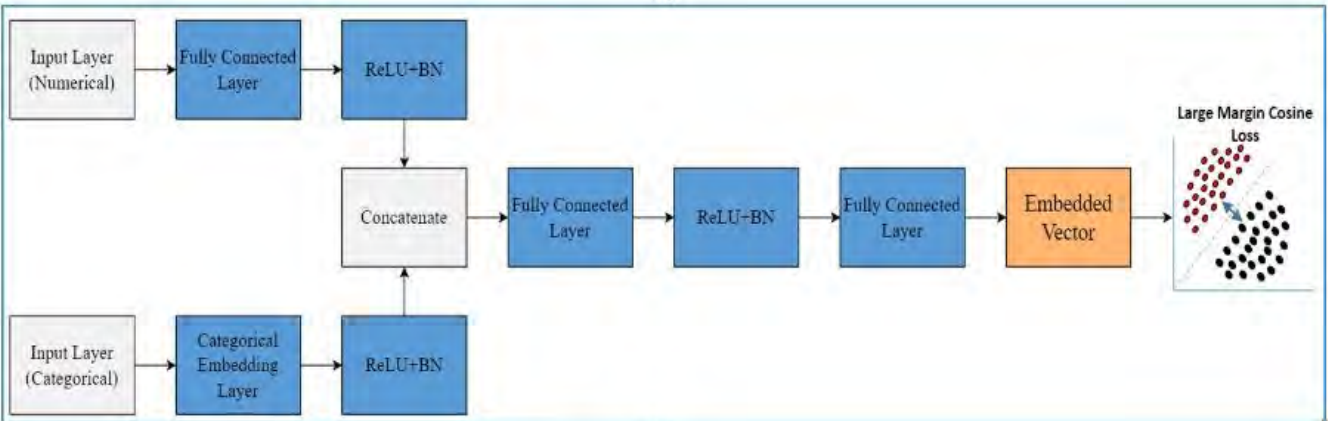 Input Layer
(Numerical)
Fully Connected
Layer
ReLU+BN
Concatenate
Fully Connected
Layer
ReLU+BN
Fully Connected
Layer
Embedded
Vector
Large Margin Cosine
Loss
Input Layer
(Categorical)
Categorical
Embedding
Layer
ReLU+BN